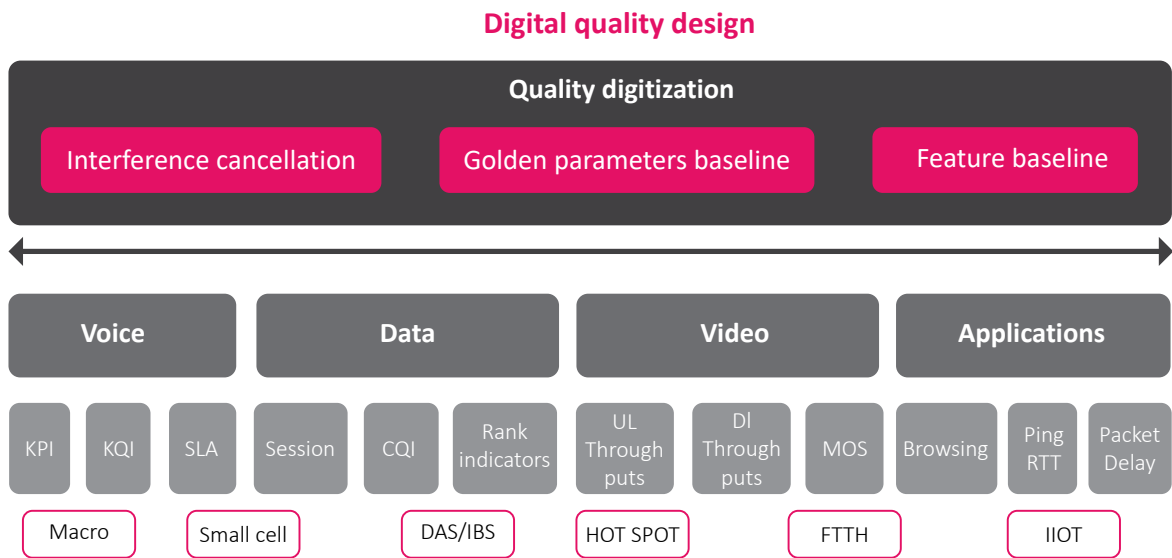 Digital quality design
Quality digitization
Interference cancellation
Golden parameters baseline
Feature baseline
Voice
Data
Video
Applications
KPI
KQI
SLA
Session
CQI
Rank
indicators
UL
Through
puts
Dl
Through
puts
MOS
Browsing
Ping
RTT
Packet
Delay
Macro
Small cell
DAS/IBS
HOT SPOT
FTTH
IIOT